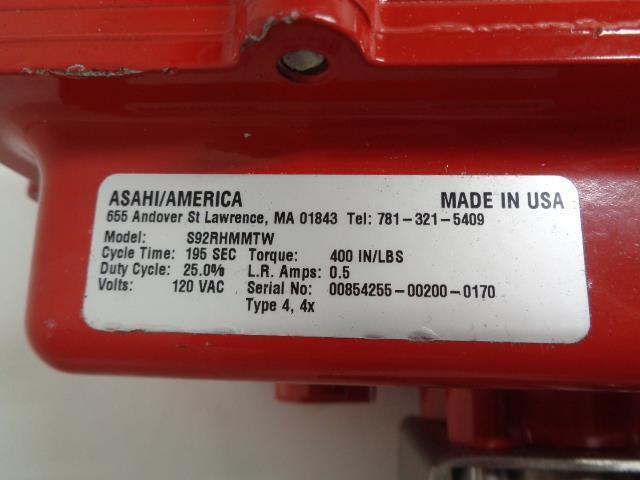 ASAHI/AMERICA MADE IN USA
655 Andover St Lawrence, MA 01843 Tel: 781-321-5409
Model: S92RHMMTW
Cycle Time: 195 SEC Torque: 400 IN/LBS
Duty Cycle: 25.0% L.R. Amps: 0.5
Volts: 120 VAC Serial No: 00854255-00200-0170
Type 4, 4x